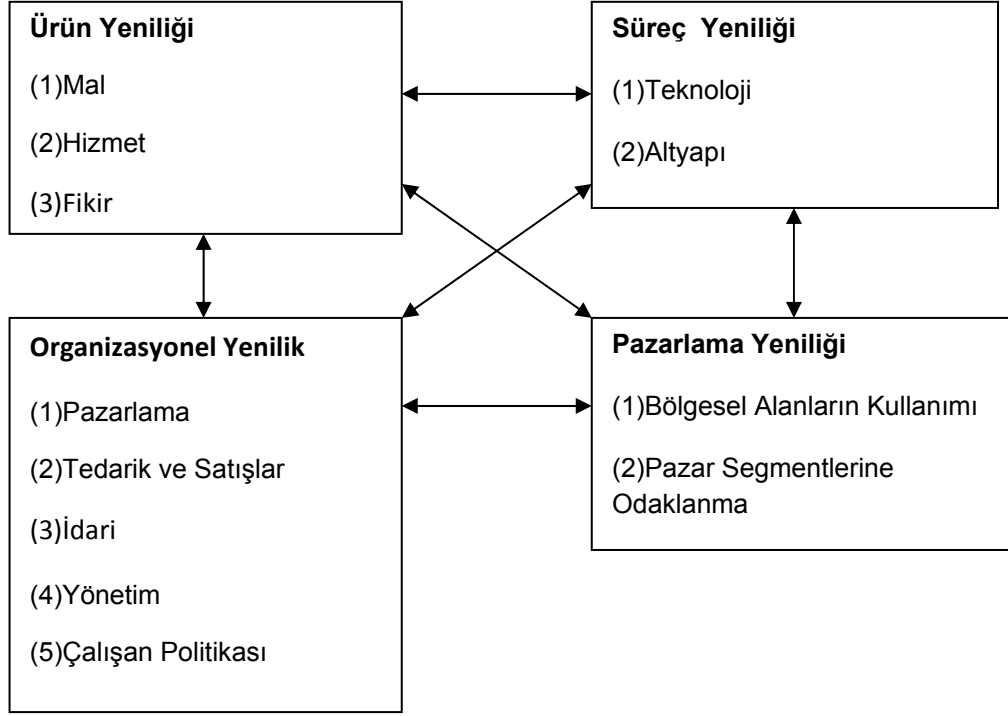 Ürün Yeniliği
(1)Mal
(2)Hizmet
(3)Fikir
Süreç  Yeniliği
(1)Teknoloji
(2)Altyapı
Organizasyonel Yenilik
(1)Pazarlama
(2)Tedarik ve Satışlar
(3)İdari
(4)Yönetim
(5)Çalışan Politikası
Pazarlama Yeniliği
(1)Bölgesel Alanların Kullanımı
(2)Pazar Segmentlerine
Odaklanma